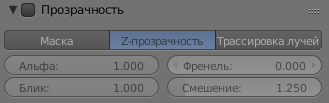 Прозрачность
Маска Z-прозрачность Трассировка лучей
Альфа: 1.000 Френель: 0.000
Блик: 1.000 Смешение: 1.250